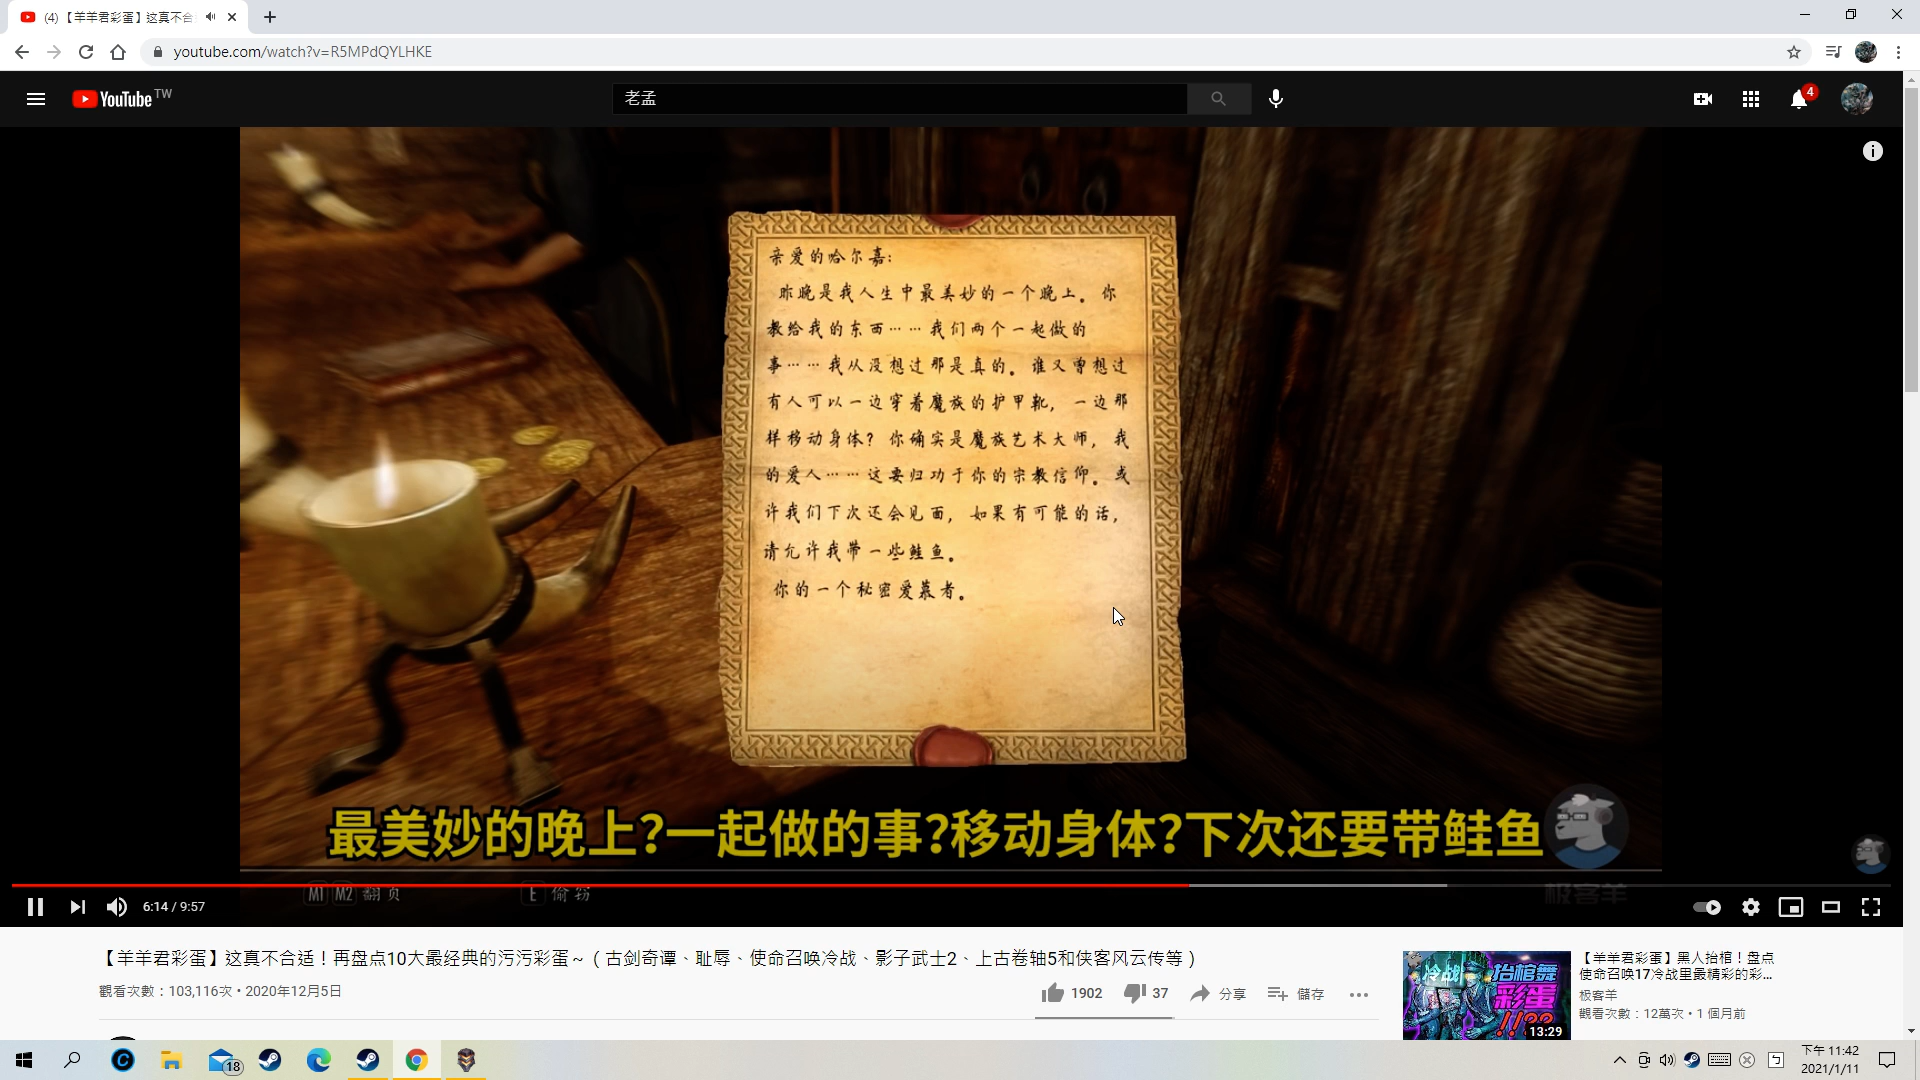 (4)【羊羊君彩蛋】这真不合
youtube.com/watch?v=R5MPdQYLHKE
YouTube TW
老孟
4
亲爱的哈尔嘉:
昨晚是我人生中最美妙的一个晚上。你
教给我的东西……我们两个一起做的
事……我从没想过那是真的。谁又曾想过
有人可以一边穿着魔族的护甲靴, 一边那
样移动身体? 你确实是魔族艺术大师, 我
的爱人……这要归功于你的宗教信仰。或
许我们下次还会见面, 如果有可能的话,
请允许我带一些鲑鱼。
你的一个秘密爱慕者。
最美妙的晚上?一起做的事?移动身体?下次还要带鲑鱼
M1 M2 翻页
E 偷窃
极客羊
6:14 / 9:57
【羊羊君彩蛋】这真不合适！再盘点10大最经典的污污彩蛋～（古剑奇谭、耻辱、使命召唤冷战、影子武士2、上古卷轴5和侠客风云传等）
觀看次數：103,116次 • 2020年12月5日
1902
37
分享
儲存
冷战
抬棺舞
彩蛋
!!??
13:29
【羊羊君彩蛋】黑人抬棺！盘点
使命召唤17冷战里最精彩的彩...
极客羊
觀看次數：12萬次 • 1 個月前
18
下午 11:42
2021/1/11